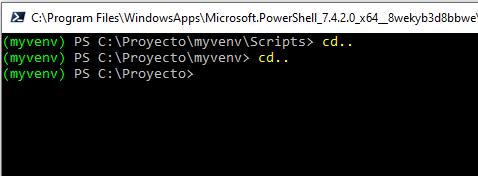 C:\Program Files\WindowsApps\Microsoft.PowerShell_7.4.2.0_x64__8wekyb3d8bbwe\
(myvenv) PS C:\Proyecto\myvenv\Scripts> cd..
(myvenv) PS C:\Proyecto\myvenv> cd..
(myvenv) PS C:\Proyecto>